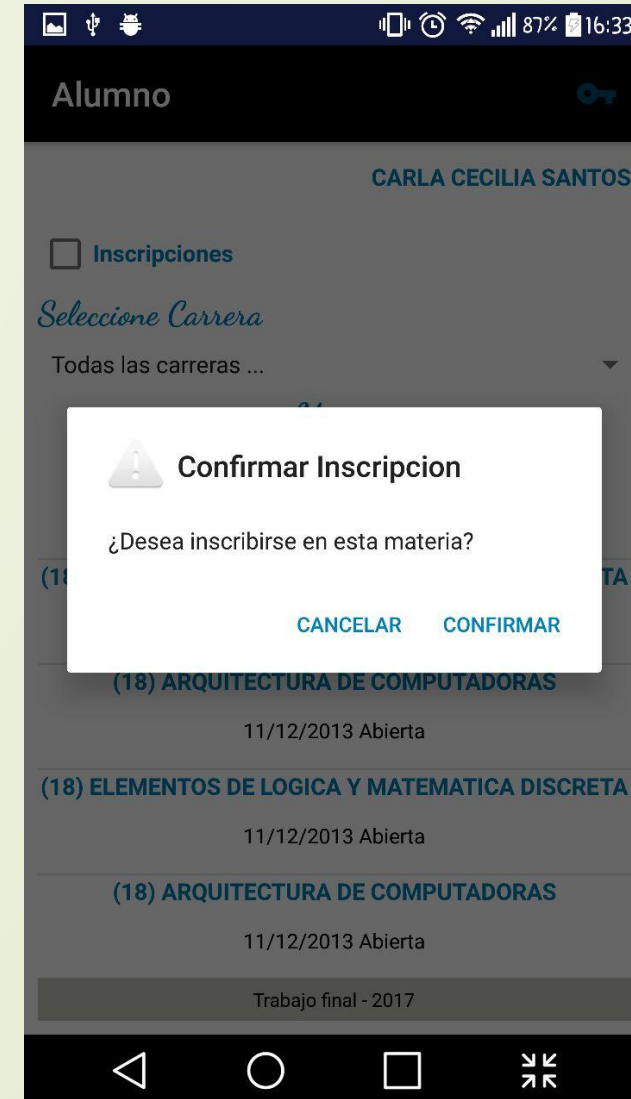 87% 16:33
Alumno
CARLA CECILIA SANTOS
Inscripciones
Seleccione Carrera
Todas las carreras ...
Confirmar Inscripcion
¿Desea inscribirse en esta materia?
(18 TA
CANCELAR CONFIRMAR
(18) ARQUITECTURA DE COMPUTADORAS
11/12/2013 Abierta
(18) ELEMENTOS DE LOGICA Y MATEMATICA DISCRETA
11/12/2013 Abierta
(18) ARQUITECTURA DE COMPUTADORAS
11/12/2013 Abierta
Trabajo final - 2017